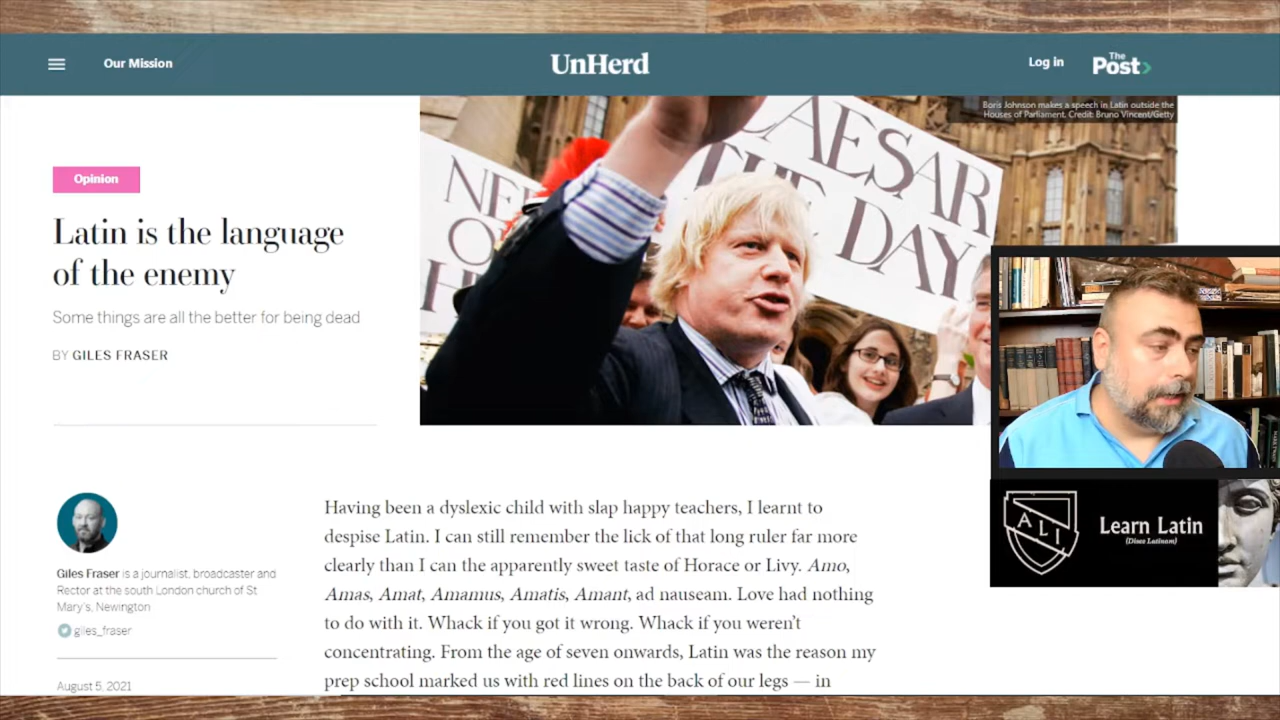 Our Mission
UnHerd
Log in
The
Post
Boris Johnson makes a speech in Latin outside the
Houses of Parliament. Credit: Bruno Vincent/Getty
CAESAR
THE DAY
NE
O
H
Opinion
Latin is the language
of the enemy
Some things are all the better for being dead
BY GILES FRASER
ALI
Learn Latin
(Disce Latinam)
Giles Fraser is a journalist, broadcaster and
Rector at the south London church of St
Mary's, Newington
giles_fraser
August 5, 2021
Having been a dyslexic child with slap happy teachers, I learnt to
despise Latin. I can still remember the lick of that long ruler far more
clearly than I can the apparently sweet taste of Horace or Livy. Amo,
Amas, Amat, Amamus, Amatis, Amant, ad nauseam. Love had nothing
to do with it. Whack if you got it wrong. Whack if you weren't
concentrating. From the age of seven onwards, Latin was the reason my
prep school marked us with red lines on the back of our legs — in